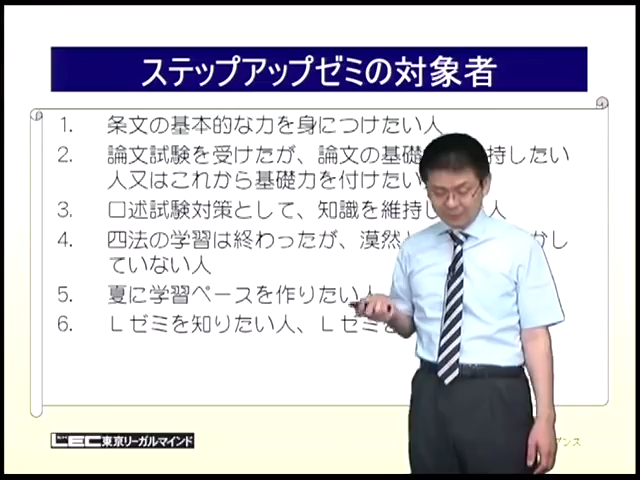 ステップアップゼミの対象者
1. 条文の基本的な力を身につけたい人
2. 論文試験を受けたが、論文の基礎 持したい
人又はこれから基礎力を付けたい
3. 口述試験対策として、知識を維持し 人
4. 四法の学習は終わったが、漠然と かし
ていない人
5. 夏に学習ペースを作りたい人
6. Lゼミを知りたい人、Lゼミを
LEC東京リーガルマインド
ダンス